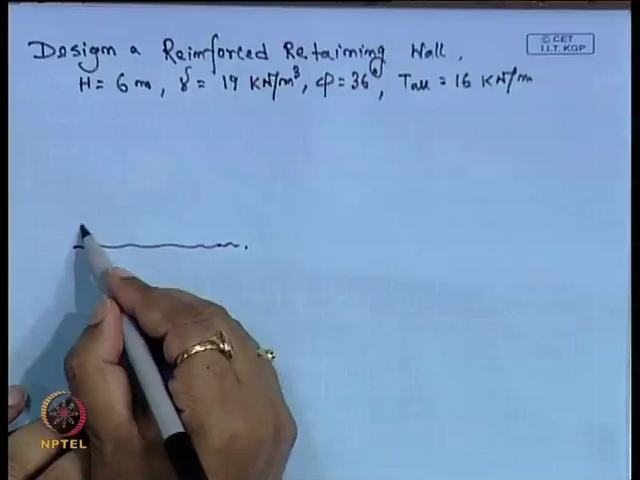 Design a Reinforced Retaining Wall.
H = 6 m, γ = 19 KN/m³, φ = 36°, Tall = 16 KN/m
© CET
I.I.T. KGP
NPTEL